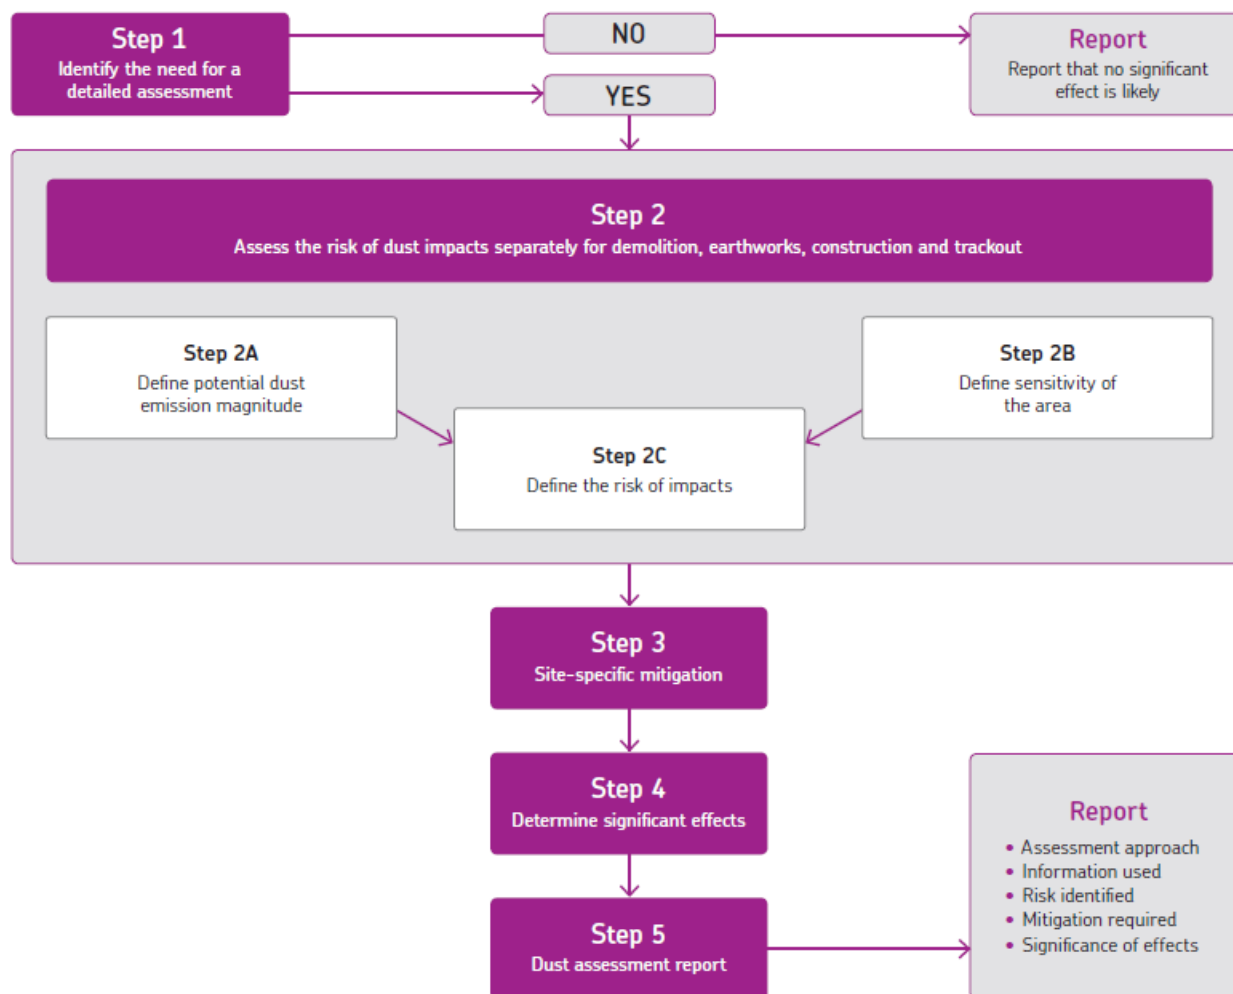 Step 1
Identify the need for a
detailed assessment
NO
YES
Report
Report that no significant
effect is likely
Step 2
Assess the risk of dust impacts separately for demolition, earthworks, construction and trackout
Step 2A
Define potential dust
emission magnitude
Step 2B
Define sensitivity of
the area
Step 2C
Define the risk of impacts
Step 3
Site-specific mitigation
Step 4
Determine significant effects
Step 5
Dust assessment report
Report
• Assessment approach
• Information used
• Risk identified
• Mitigation required
• Significance of effects